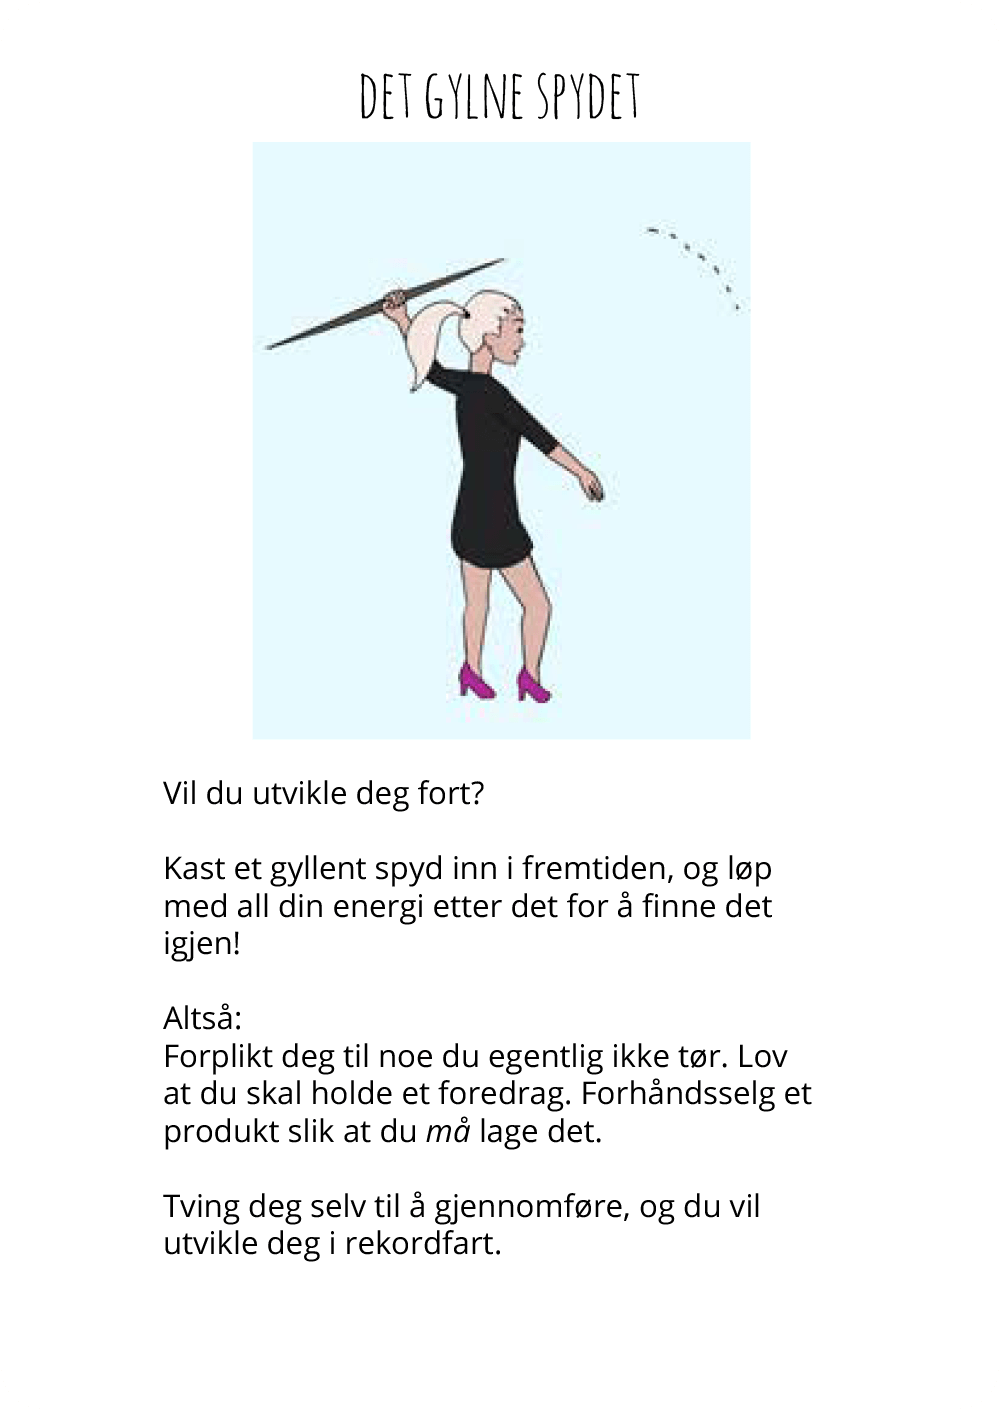 DET GYLNE SPYDET
Vil du utvikle deg fort?
Kast et gyllent spyd inn i fremtiden, og løp
med all din energi etter det for å finne det
igjen!
Altså:
Forplikt deg til noe du egentlig ikke tør. Lov
at du skal holde et foredrag. Forhåndsselg et
produkt slik at du må lage det.
Tving deg selv til å gjennomføre, og du vil
utvikle deg i rekordfart.